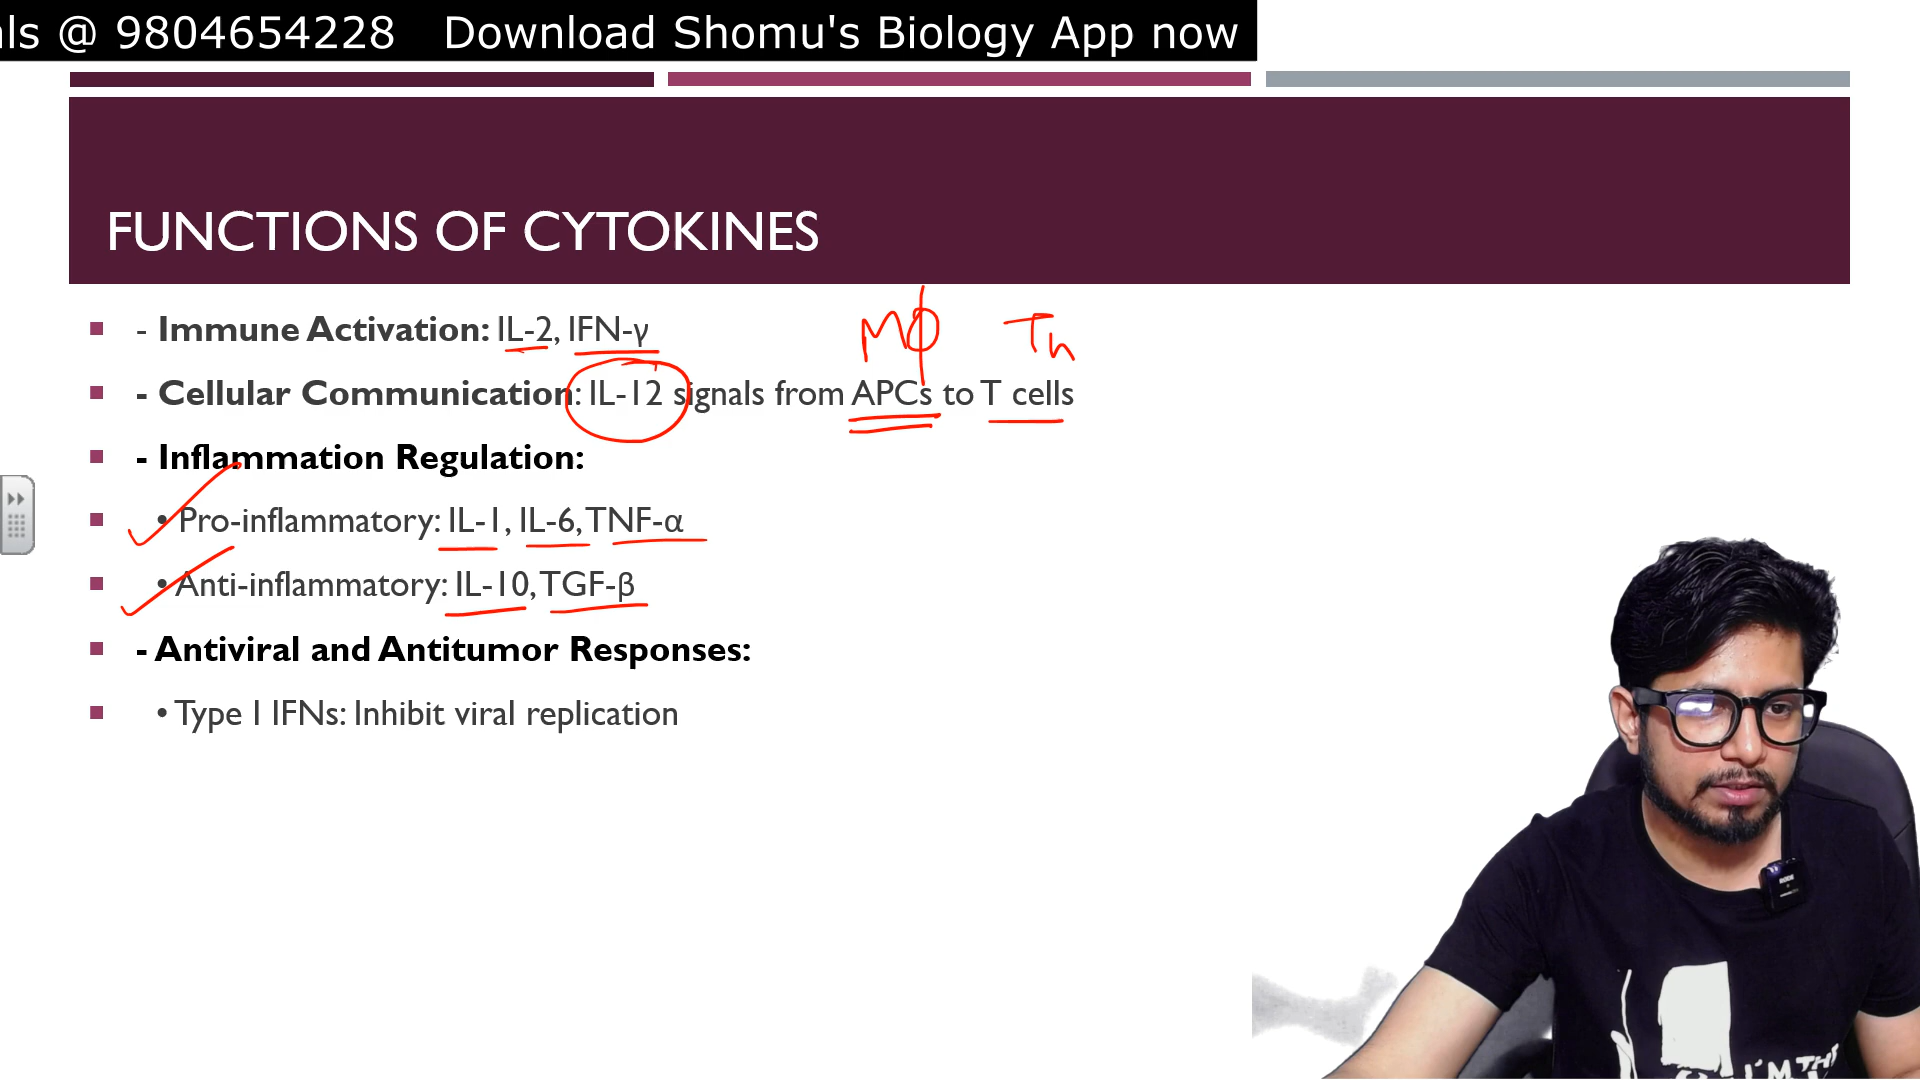 ls @ 9804654228 Download Shomu's Biology App now
FUNCTIONS OF CYTOKINES
MΦ Th
- Immune Activation: IL-2, IFN-γ
- Cellular Communication: IL-12 signals from APCs to T cells
- Inflammation Regulation:
• Pro-inflammatory: IL-1, IL-6, TNF-α
• Anti-inflammatory: IL-10, TGF-β
- Antiviral and Antitumor Responses:
• Type I IFNs: Inhibit viral replication
RODE
I'M THE